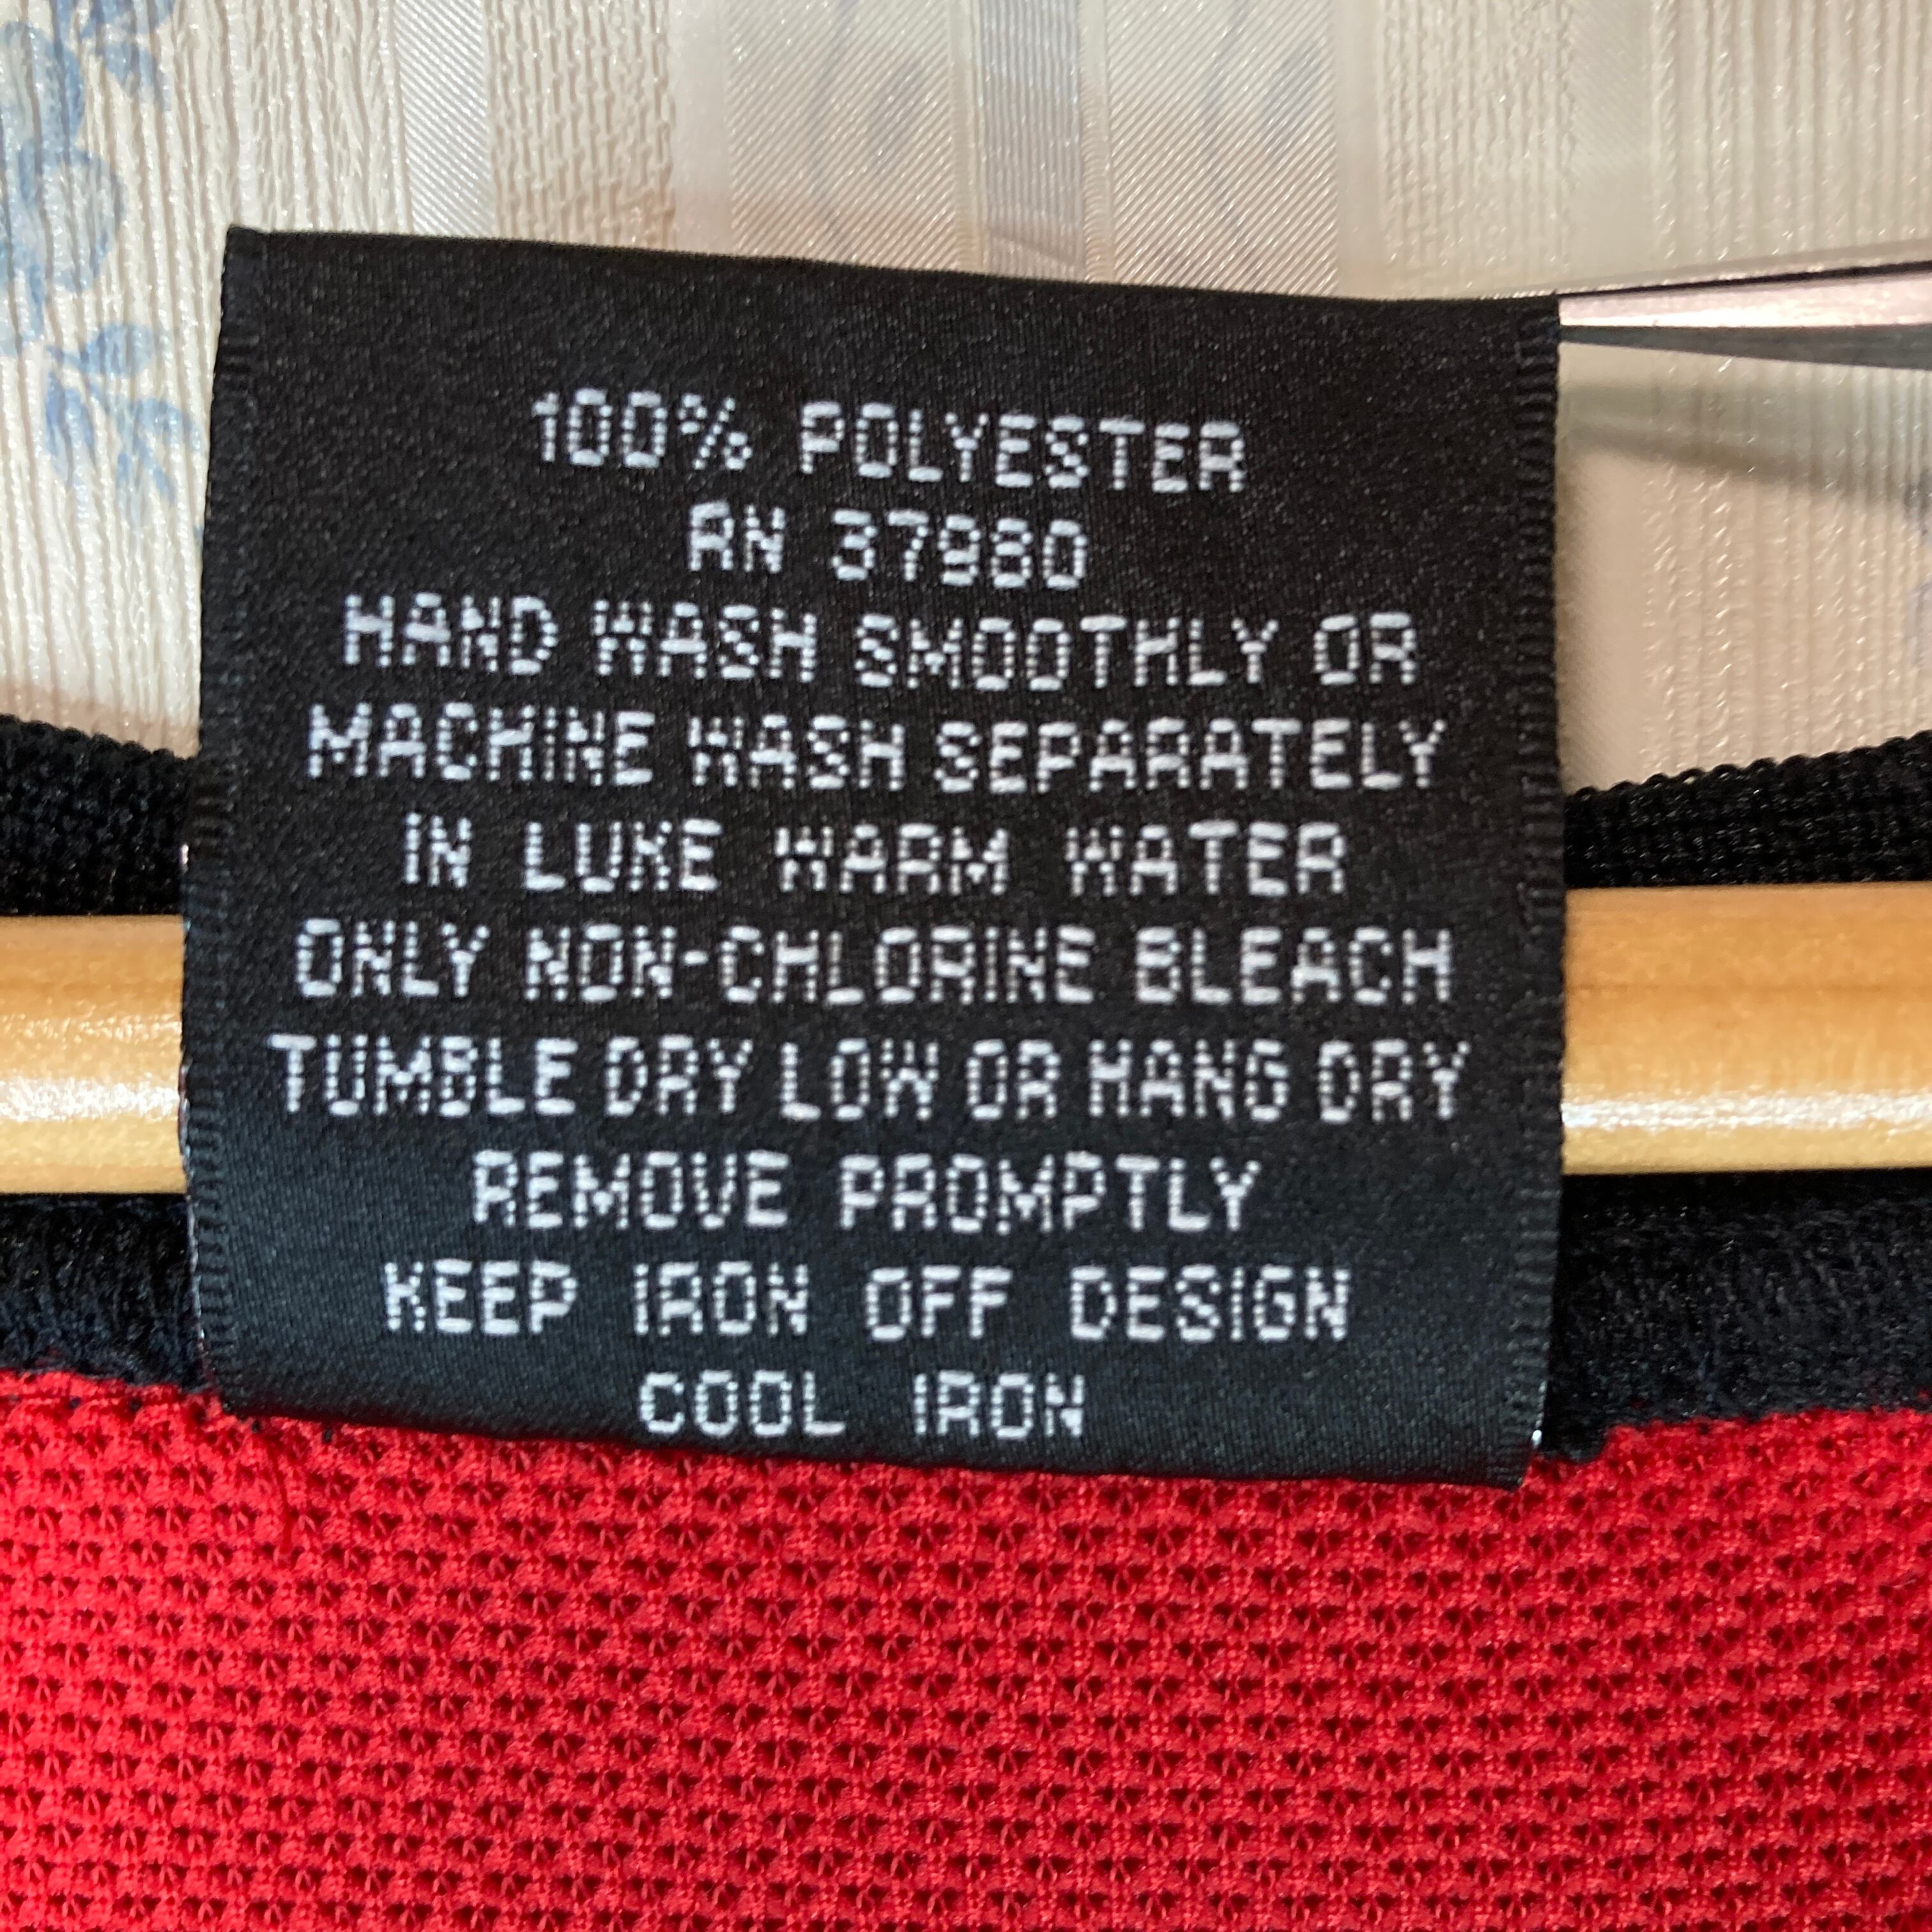 100% POLYESTER
RN 37980
HAND WASH SMOOTHLY OR
MACHINE WASH SEPARATELY
IN LUKE WARM WATER
ONLY NON-CHLORINE BLEACH
TUMBLE DRY LOW OR HANG DRY
REMOVE PROMPTLY
KEEP IRON OFF DESIGN
COOL IRON